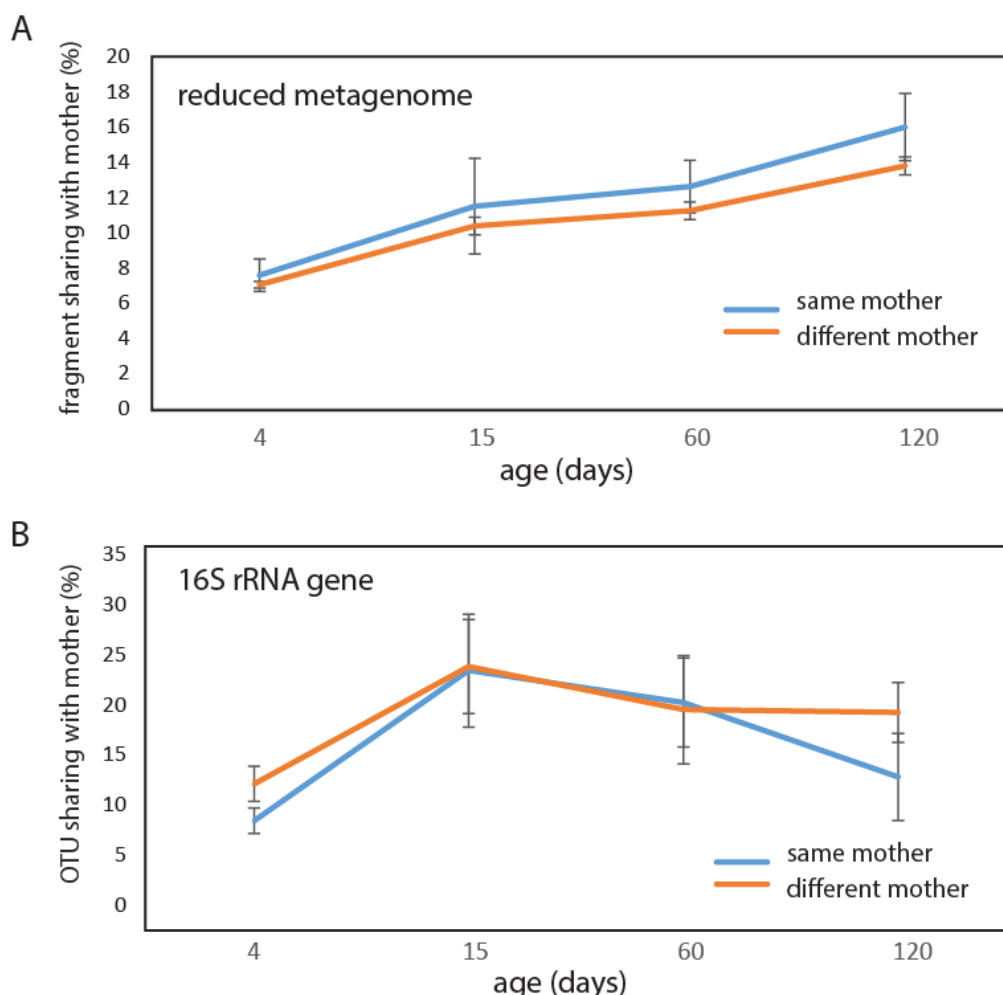 A
fragment sharing with mother (%)
20
18
16
14
12
10
8
6
4
2
0
reduced metagenome
same mother
different mother
4 15 60 120
age (days)
B
OTU sharing with mother (%)
35
30
25
20
15
10
5
0
16S rRNA gene
same mother
different mother
4 15 60 120
age (days)